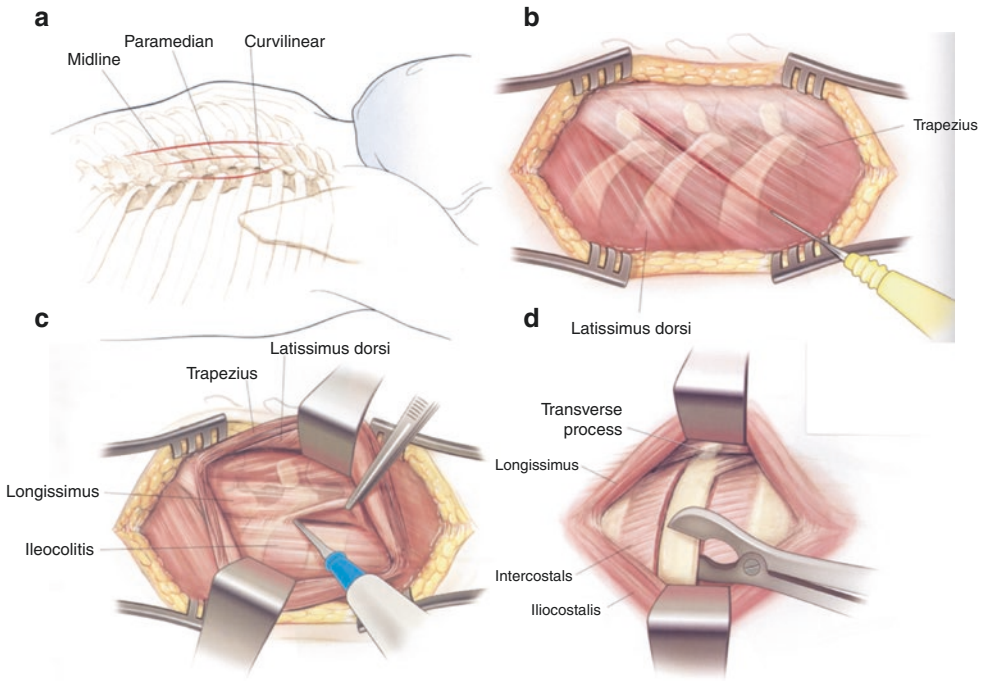 a
Midline
Paramedian
Curvilinear
b
Trapezius
Latissimus dorsi
c
Latissimus dorsi
Trapezius
Longissimus
Ileocolitis
d
Transverse
process
Longissimus
Intercostals
Iliocostalis